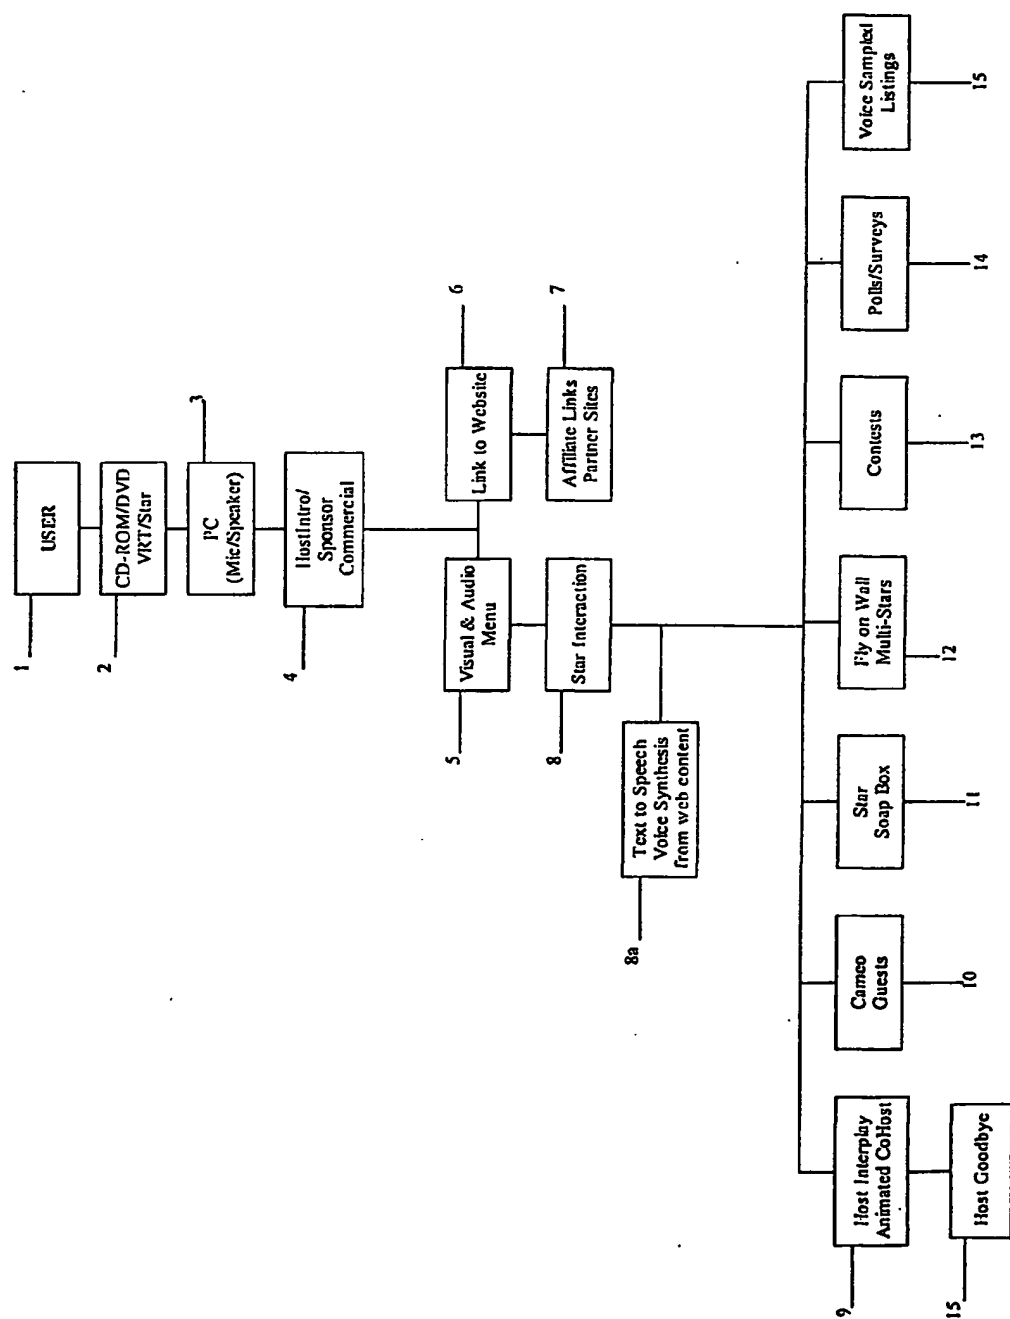 1
USER
2
CD-ROM/DVD
VRT/Star
3
PC
(Mic/Speaker)
4
HostIntro/
Sponsor
Commercial
5
Visual & Audio
Menu
6
Link to Website
7
Affiliate Links
Partner Sites
8
Star Interaction
8a
Text to Speech
Voice Synthesis
from web content
9
Host Interplay
Animated CoHost
15
Host Goodbye
10
Cameo
Guests
11
Star
Soap Box
12
Fly on Wall
Multi-Stars
13
Contests
14
Polls/Surveys
15
Voice Sampled
Listings